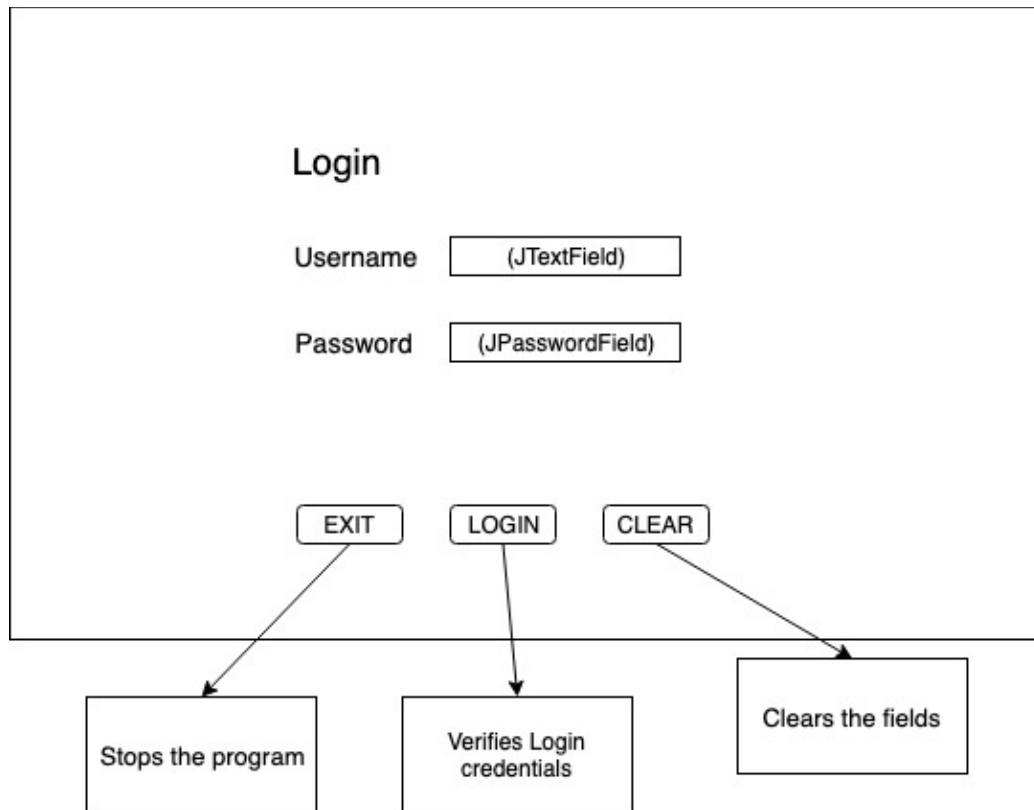 Login
Username (JTextField)
Password (JPasswordField)
EXIT LOGIN CLEAR
Stops the program
Verifies Login
credentials
Clears the fields